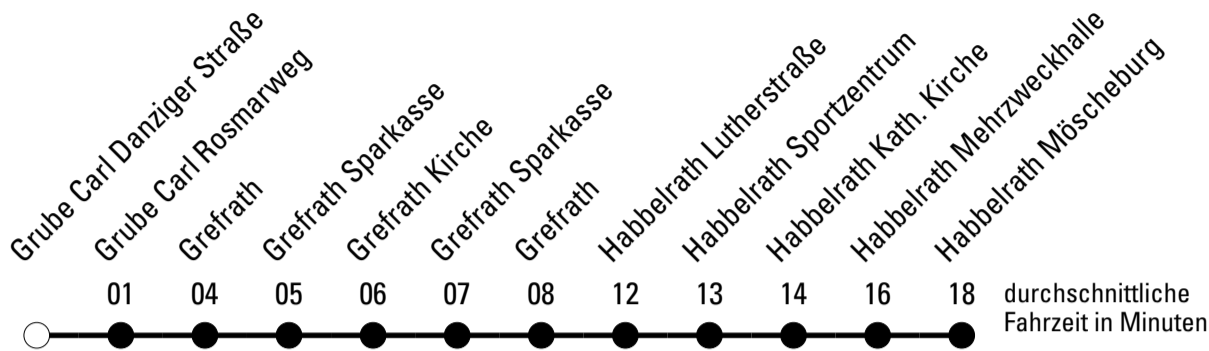 Grube Carl Danziger Straße
Grube Carl Rosmarweg
Grefrath
Grefrath Sparkasse
Grefrath Kirche
Grefrath Sparkasse
Grefrath
Habbelrath Lutherstraße
Habbelrath Sportzentrum
Habbelrath Kath. Kirche
Habbelrath Mehrzweckhalle
Habbelrath Möscheburg
01 04 05 06 07 08 12 13 14 16 18
durchschnittliche
Fahrzeit in Minuten